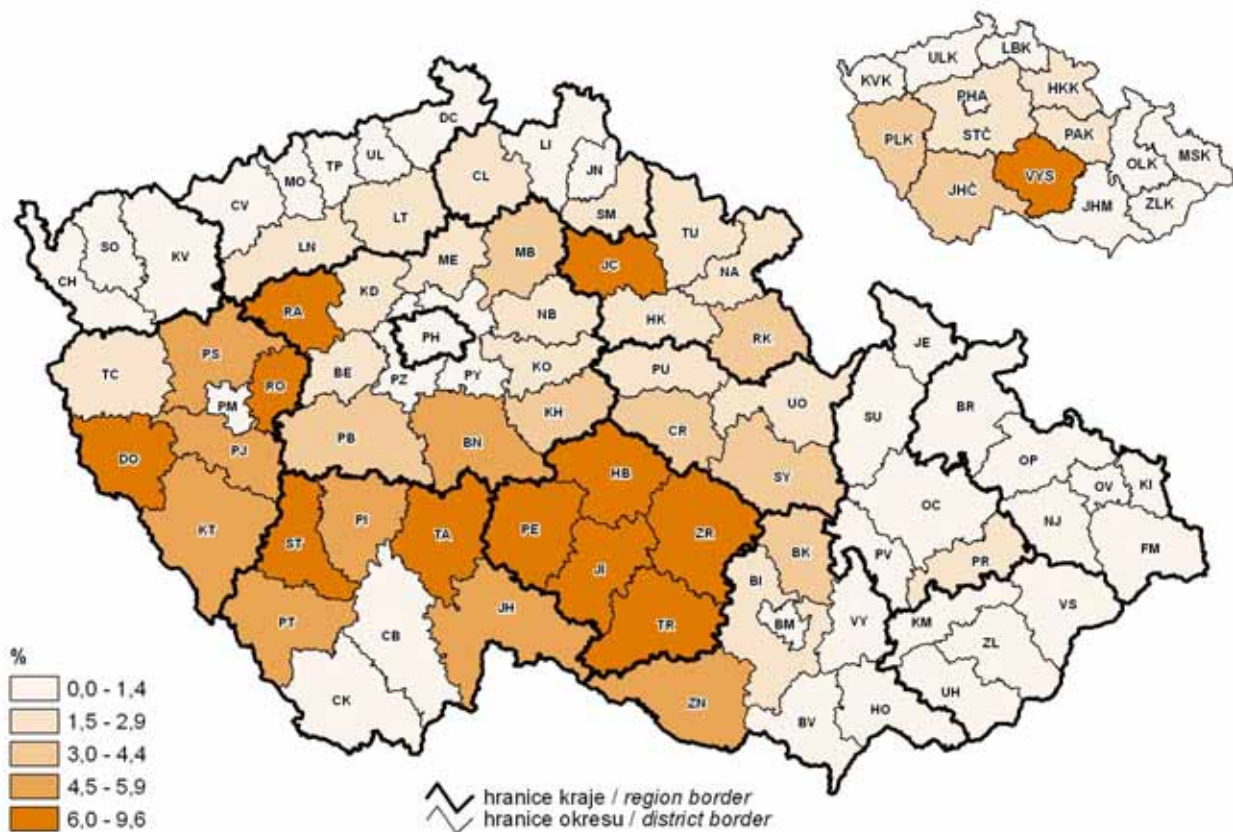 LBK
ULK
KVK
HKK
PHA
STČ
PLK
PAK
OLK
MSK
VYS
JHČ
JHM
ZLK
DC
LI
UL
JN
TP
MO
CL
CV
SM
LT
TU
SO
LN
KV
ME
MB
CH
JC
NA
KD
RA
NB
HK
PH
RK
PS
JE
TC
RO
BE
PZ
PY
KO
PU
PM
UO
SU
BR
KH
DO
PJ
PB
BN
CR
HB
SY
OP
OV
KI
OC
NJ
KT
ST
PI
TA
PE
ZR
BK
PV
PR
FM
JI
BI
VS
PT
JH
TR
BM
VY
KM
CB
ZL
CK
ZN
UH
BV
HO
%
0,0 - 1,4
1,5 - 2,9
3,0 - 4,4
4,5 - 5,9
6,0 - 9,6
hranice kraje / region border
hranice okresu / district border